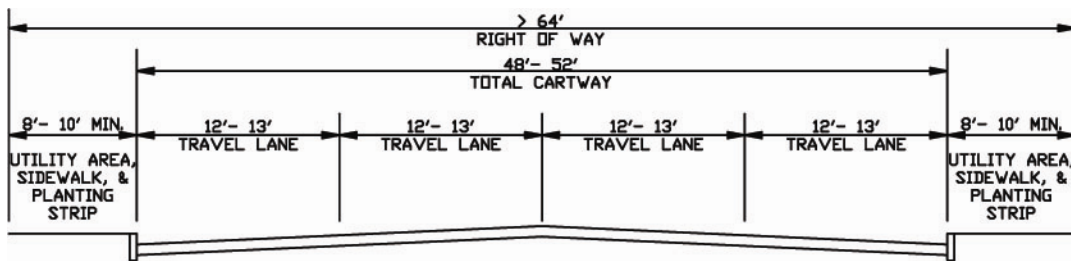 > 64'
RIGHT OF WAY
48'- 52'
TOTAL CARTWAY
8'- 10' MIN.
12'- 13'
TRAVEL LANE
12'- 13'
TRAVEL LANE
12'- 13'
TRAVEL LANE
12'- 13'
TRAVEL LANE
8'- 10' MIN.
UTILITY AREA,
SIDEWALK, &
PLANTING
STRIP
UTILITY AREA,
SIDEWALK, &
PLANTING
STRIP